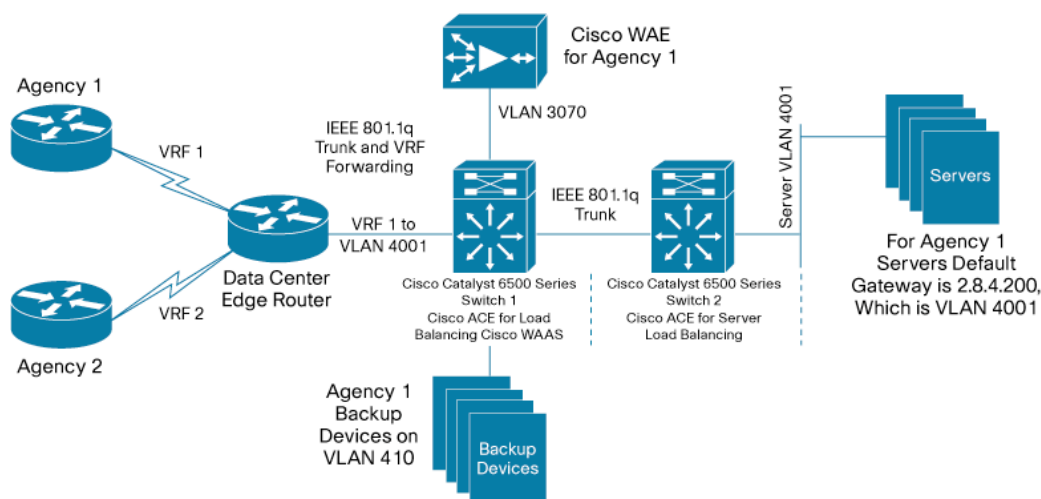 Cisco WAE
for Agency 1
Agency 1
VLAN 3070
IEEE 801.1q
Trunk and VRF
Forwarding
VRF 1
Server VLAN 4001
Servers
IEEE 801.1q
Trunk
VRF 1 to
VLAN 4001
Data Center
Edge Router
VRF 2
Agency 2
Cisco Catalyst 6500 Series
Switch 1
Cisco ACE for Load
Balancing Cisco WAAS
Cisco Catalyst 6500 Series
Switch 2
Cisco ACE for Server
Load Balancing
For Agency 1
Servers Default
Gateway is 2.8.4.200,
Which is VLAN 4001
Agency 1
Backup
Devices on
VLAN 410
Backup
Devices